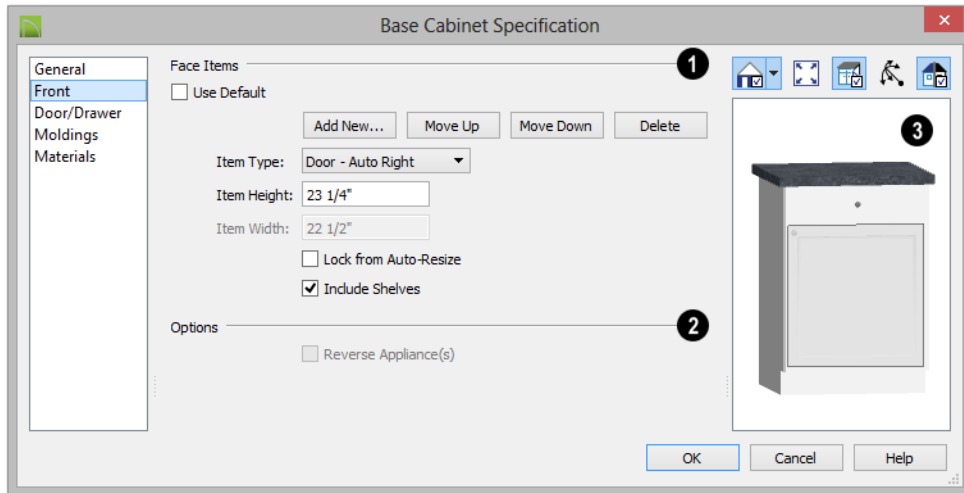 Base Cabinet Specification
×
General
Front
Door/Drawer
Moldings
Materials
Face Items
1
Use Default
Add New...
Move Up
Move Down
Delete
Item Type:
Door - Auto Right
Item Height:
23 1/4"
Item Width:
22 1/2"
Lock from Auto-Resize
Include Shelves
Options
2
Reverse Appliance(s)
3
OK
Cancel
Help